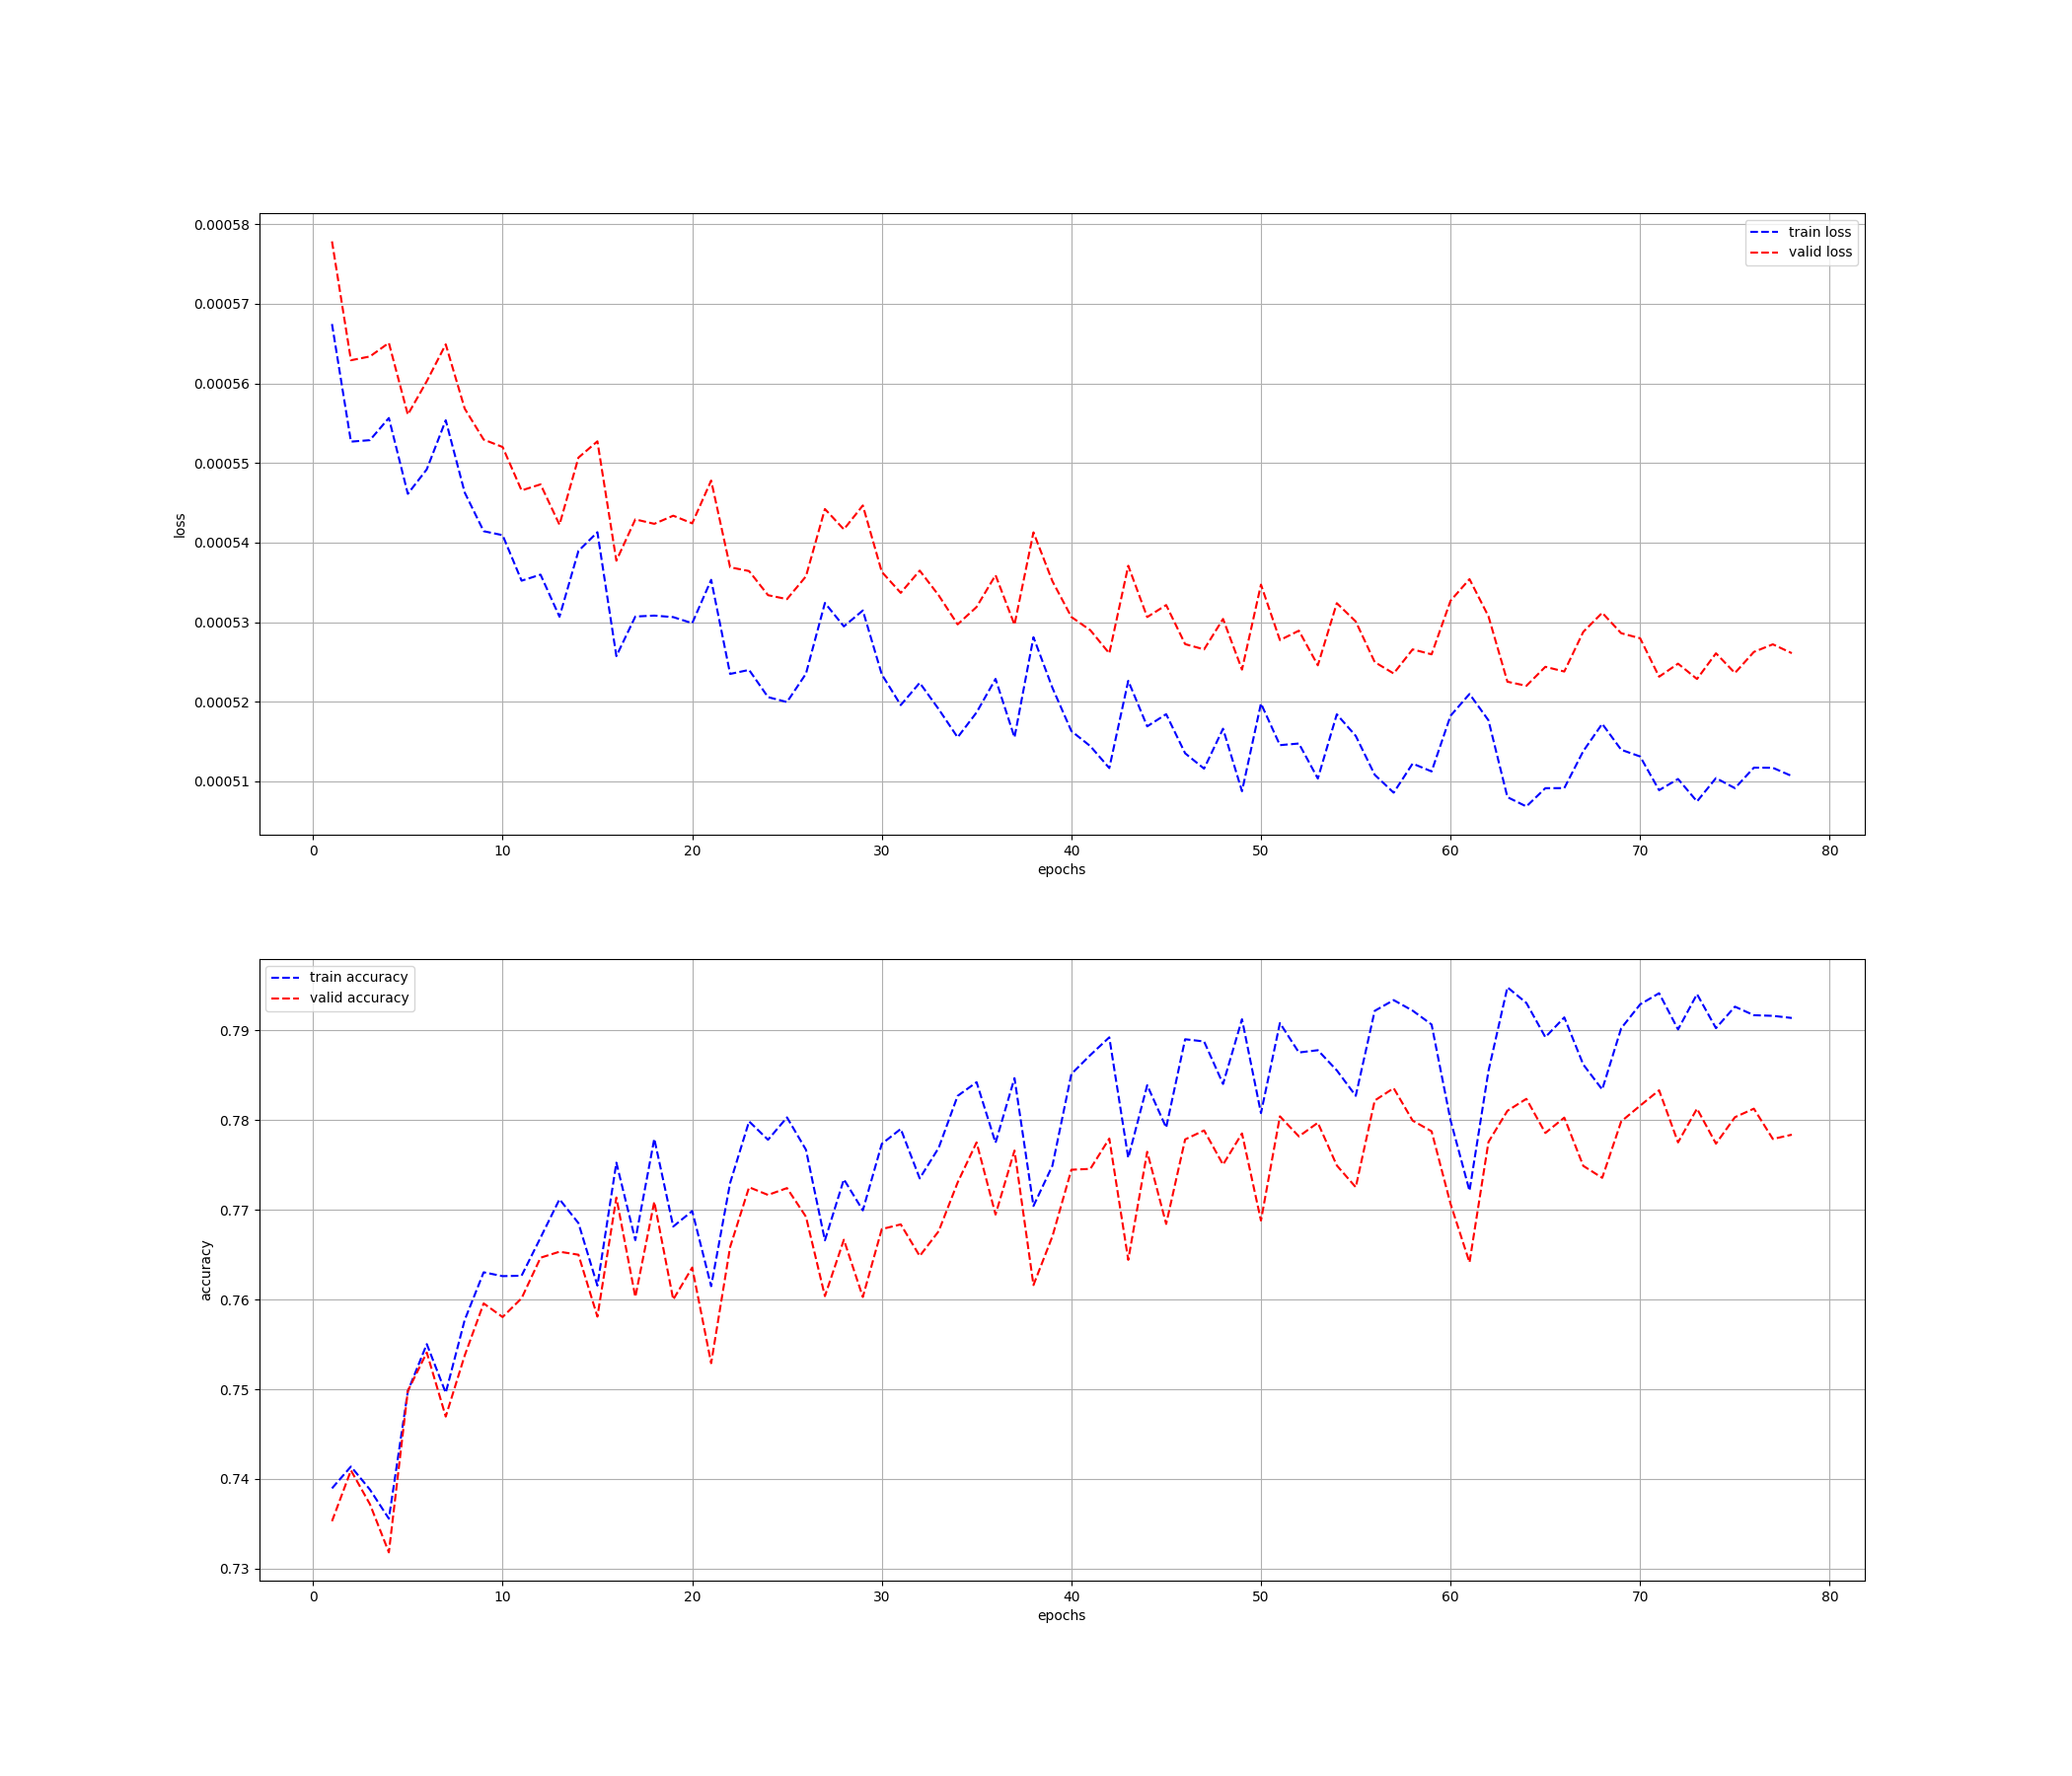 0.00058
0.00057
0.00056
0.00055
0.00054
0.00053
0.00052
0.00051
loss
train loss
valid loss
0 10 20 30 40 50 60 70 80
epochs
train accuracy
valid accuracy
0.79
0.78
0.77
0.76
0.75
0.74
0.73
accuracy
0 10 20 30 40 50 60 70 80
epochs